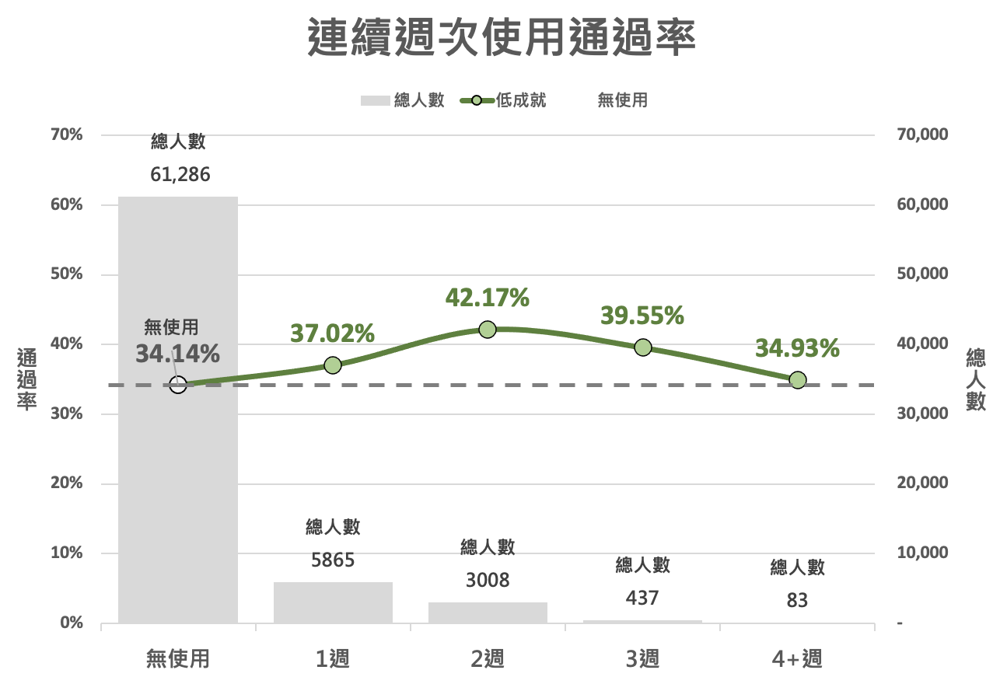 連續週次使用通過率
總人數 低成就 無使用
70% 70,000
總人數
61,286
60% 60,000
50% 50,000
42.17%
39.55%
無使用
37.02%
34.14%
34.93%
40% 40,000
通過率
總人數
30% 30,000
20% 20,000
總人數
5865
總人數
3008
總人數
437
總人數
83
10% 10,000
0% -
無使用 1週 2週 3週 4+週